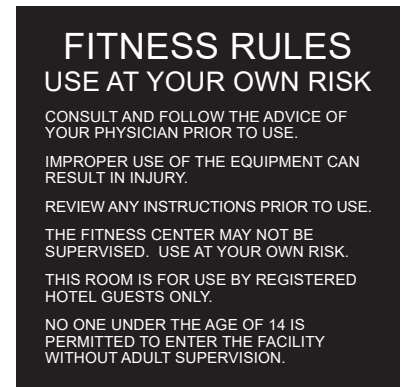 FITNESS RULES
USE AT YOUR OWN RISK
CONSULT AND FOLLOW THE ADVICE OF
YOUR PHYSICIAN PRIOR TO USE.
IMPROPER USE OF THE EQUIPMENT CAN
RESULT IN INJURY.
REVIEW ANY INSTRUCTIONS PRIOR TO USE.
THE FITNESS CENTER MAY NOT BE
SUPERVISED.  USE AT YOUR OWN RISK.
THIS ROOM IS FOR USE BY REGISTERED
HOTEL GUESTS ONLY.
NO ONE UNDER THE AGE OF 14 IS
PERMITTED TO ENTER THE FACILITY
WITHOUT ADULT SUPERVISION.